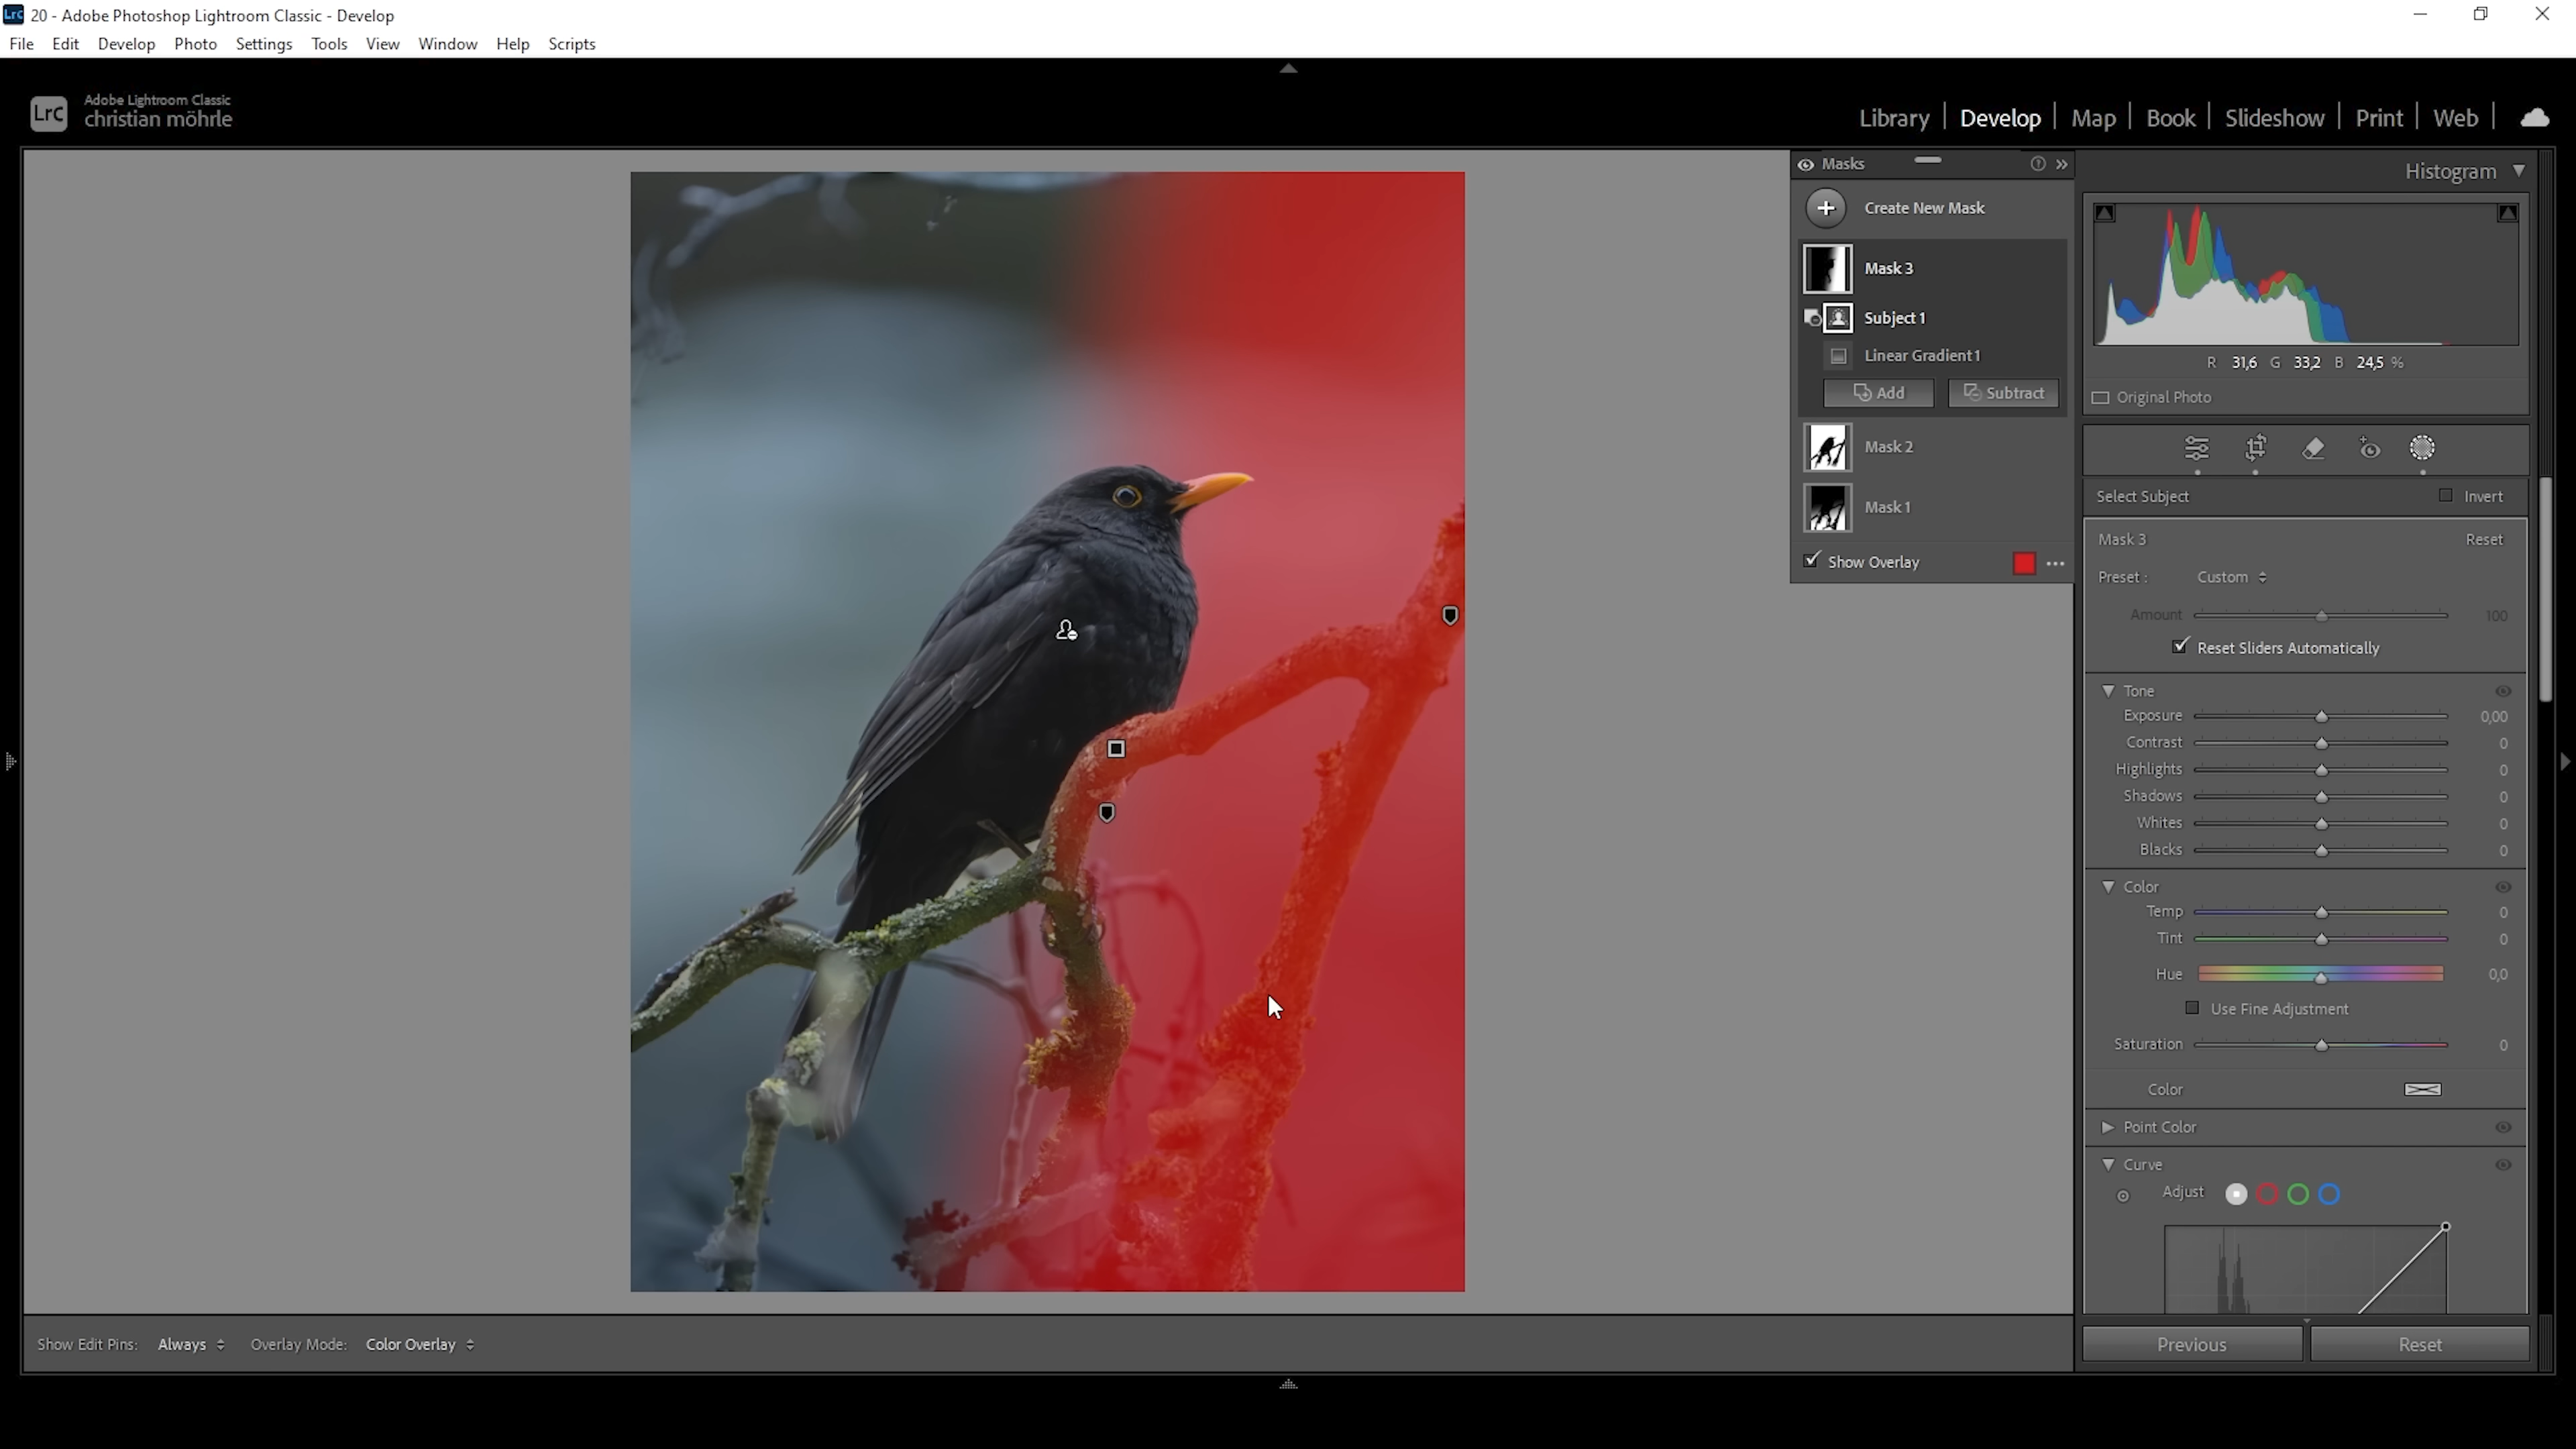 Lrc 20 - Adobe Photoshop Lightroom Classic - Develop
File Edit Develop Photo Settings Tools View Window Help Scripts
Lrc
Adobe Lightroom Classic
christian möhrle
Library | Develop | Map | Book | Slideshow | Print | Web |
Masks
Create New Mask
Mask 3
Subject 1
Linear Gradient 1
Add
Subtract
Mask 2
Mask 1
Show Overlay
Histogram
R 31,6 G 33,2 B 24,5 %
Original Photo
Select Subject Invert
Mask 3 Reset
Preset : Custom
Amount 100
Reset Sliders Automatically
Tone
Exposure 0,00
Contrast 0
Highlights 0
Shadows 0
Whites 0
Blacks 0
Color
Temp 0
Tint 0
Hue 0,0
Use Fine Adjustment
Saturation 0
Color
Point Color
Curve
Adjust
Previous Reset
Show Edit Pins: Always Overlay Mode: Color Overlay